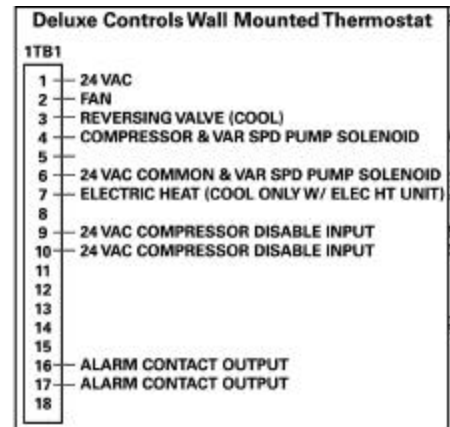 Deluxe Controls Wall Mounted Thermostat
1TB1
1 24 VAC
2 FAN
3 REVERSING VALVE (COOL)
4 COMPRESSOR & VAR SPD PUMP SOLENOID
5
6 24 VAC COMMON & VAR SPD PUMP SOLENOID
7 ELECTRIC HEAT (COOL ONLY W/ ELEC HT UNIT)
8
9 24 VAC COMPRESSOR DISABLE INPUT
10 24 VAC COMPRESSOR DISABLE INPUT
11
12
13
14
15
16 ALARM CONTACT OUTPUT
17 ALARM CONTACT OUTPUT
18